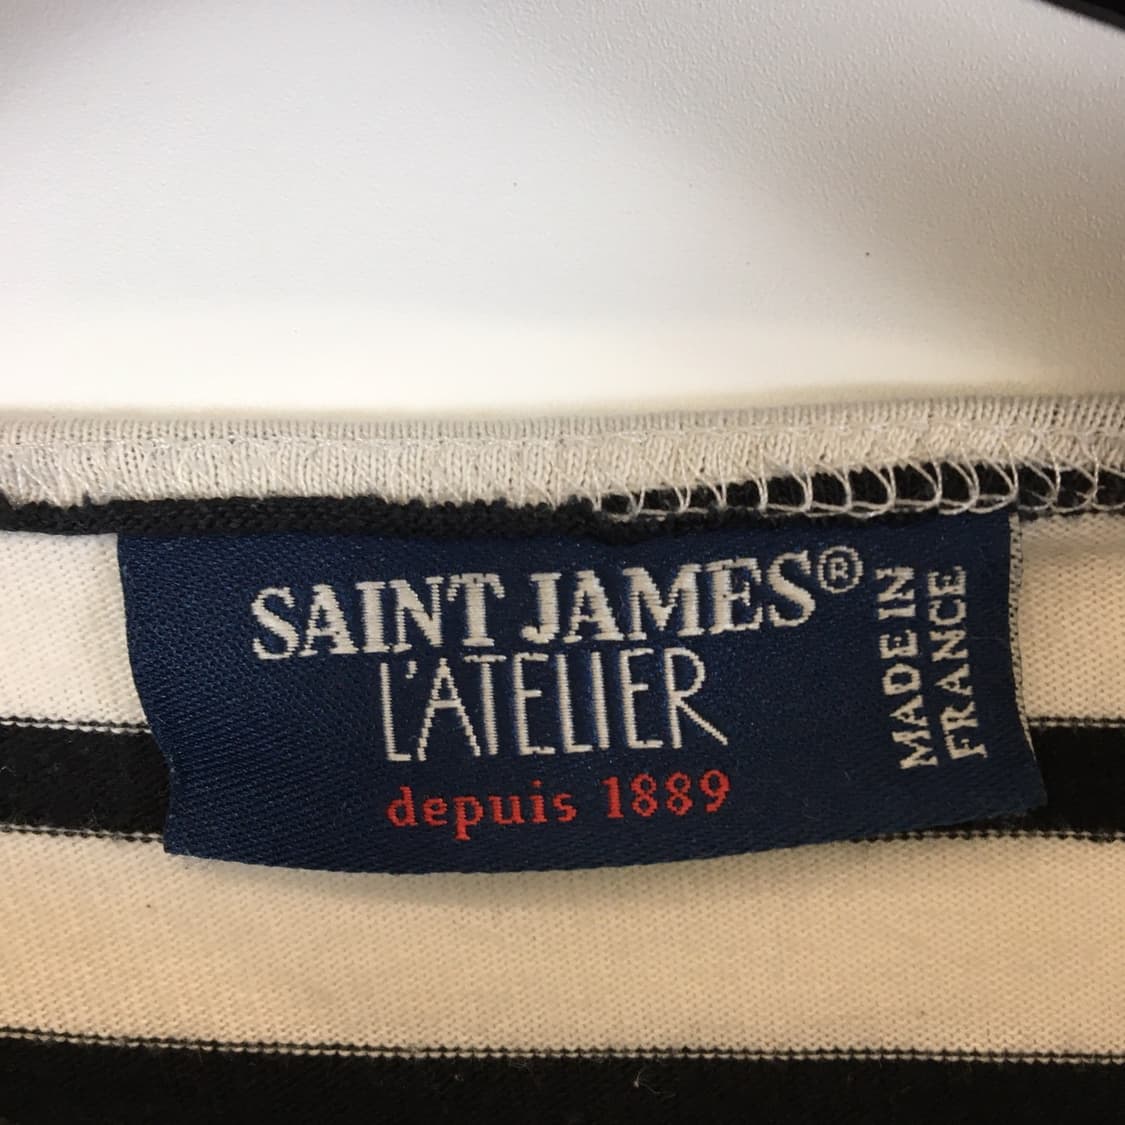 SAINT JAMES®
L'ATELIER
depuis 1889
MADE IN
FRANCE